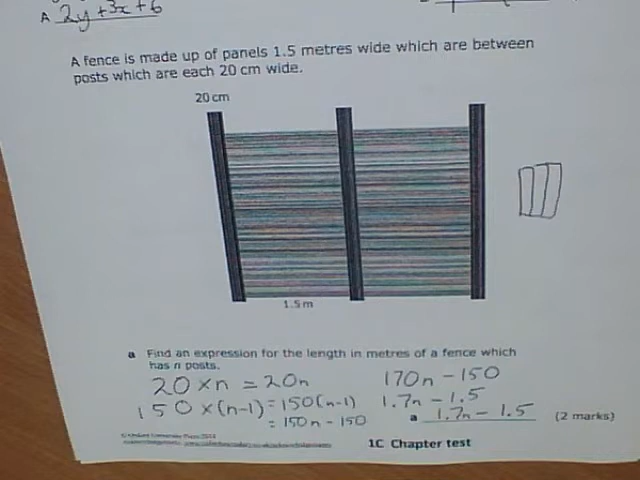 A 2y + 3x + 6
A fence is made up of panels 1.5 metres wide which are between
posts which are each 20 cm wide.
20 cm
1.5 m
a Find an expression for the length in metres of a fence which
has n posts.
20 × n = 20n
170n - 150
150 × (n-1) = 150(n-1)
1.7n - 1.5
= 150n - 150
a 1.7n - 1.5 (2 marks)
© Oxford University Press
1C Chapter test